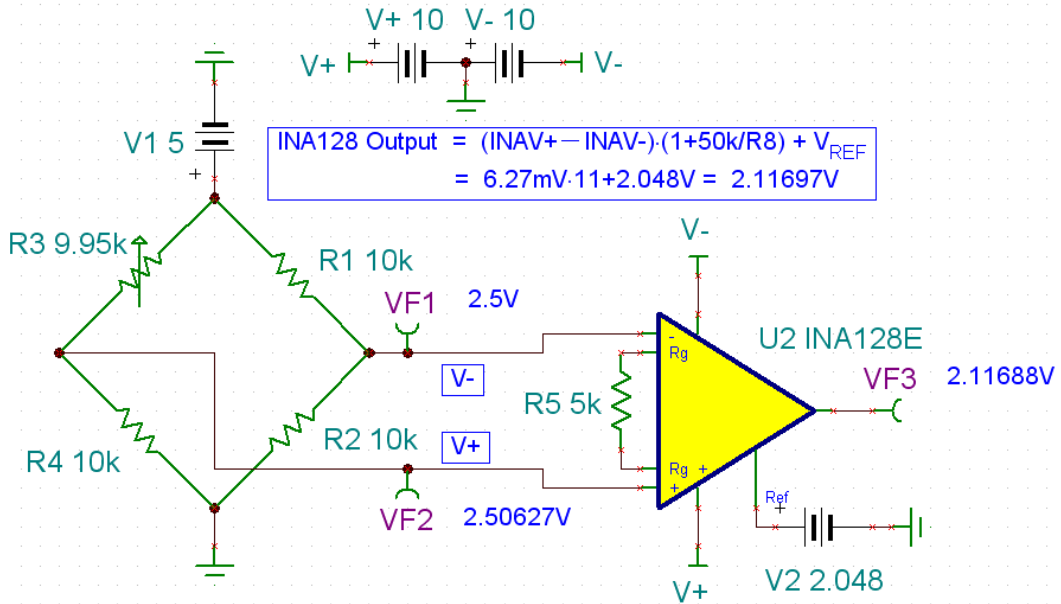 V+ 10 V- 10
+ +
V+ V-
V1 5
+
INA128 Output = (INAV+ − INAV-)·(1+50k/R8) + VREF
= 6.27mV·11+2.048V = 2.11697V
R3 9.95k
R1 10k
V-
VF1 2.5V
U2 INA128E
-
Rg
V-
R5 5k
VF3 2.11688V
R4 10k
R2 10k
V+
Rg +
+
Ref
+
VF2 2.50627V
V2 2.048
V+